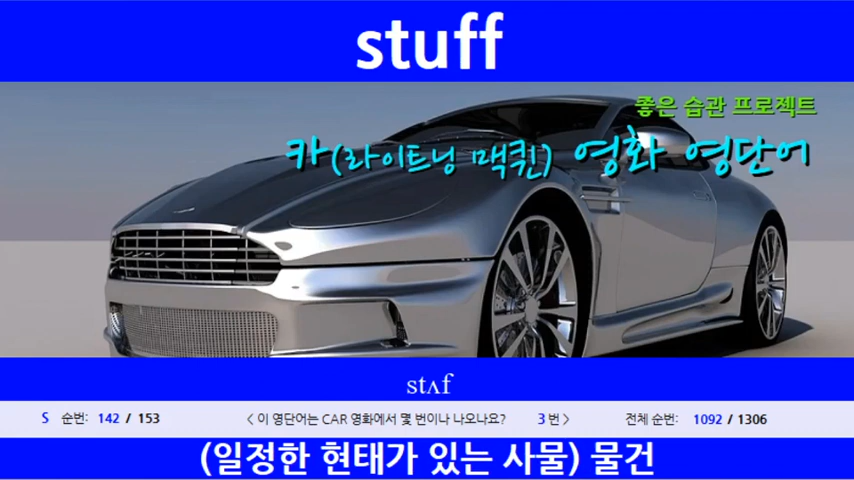 stuff
좋은 습관 프로젝트
카(라이트닝 맥퀸) 영화 영단어
stʌf
S 순번: 142 / 153 < 이 영단어는 CAR 영화에서 몇 번이나 나오나요? 3 번 > 전체 순번: 1092 / 1306
(일정한 형태가 있는 사물) 물건